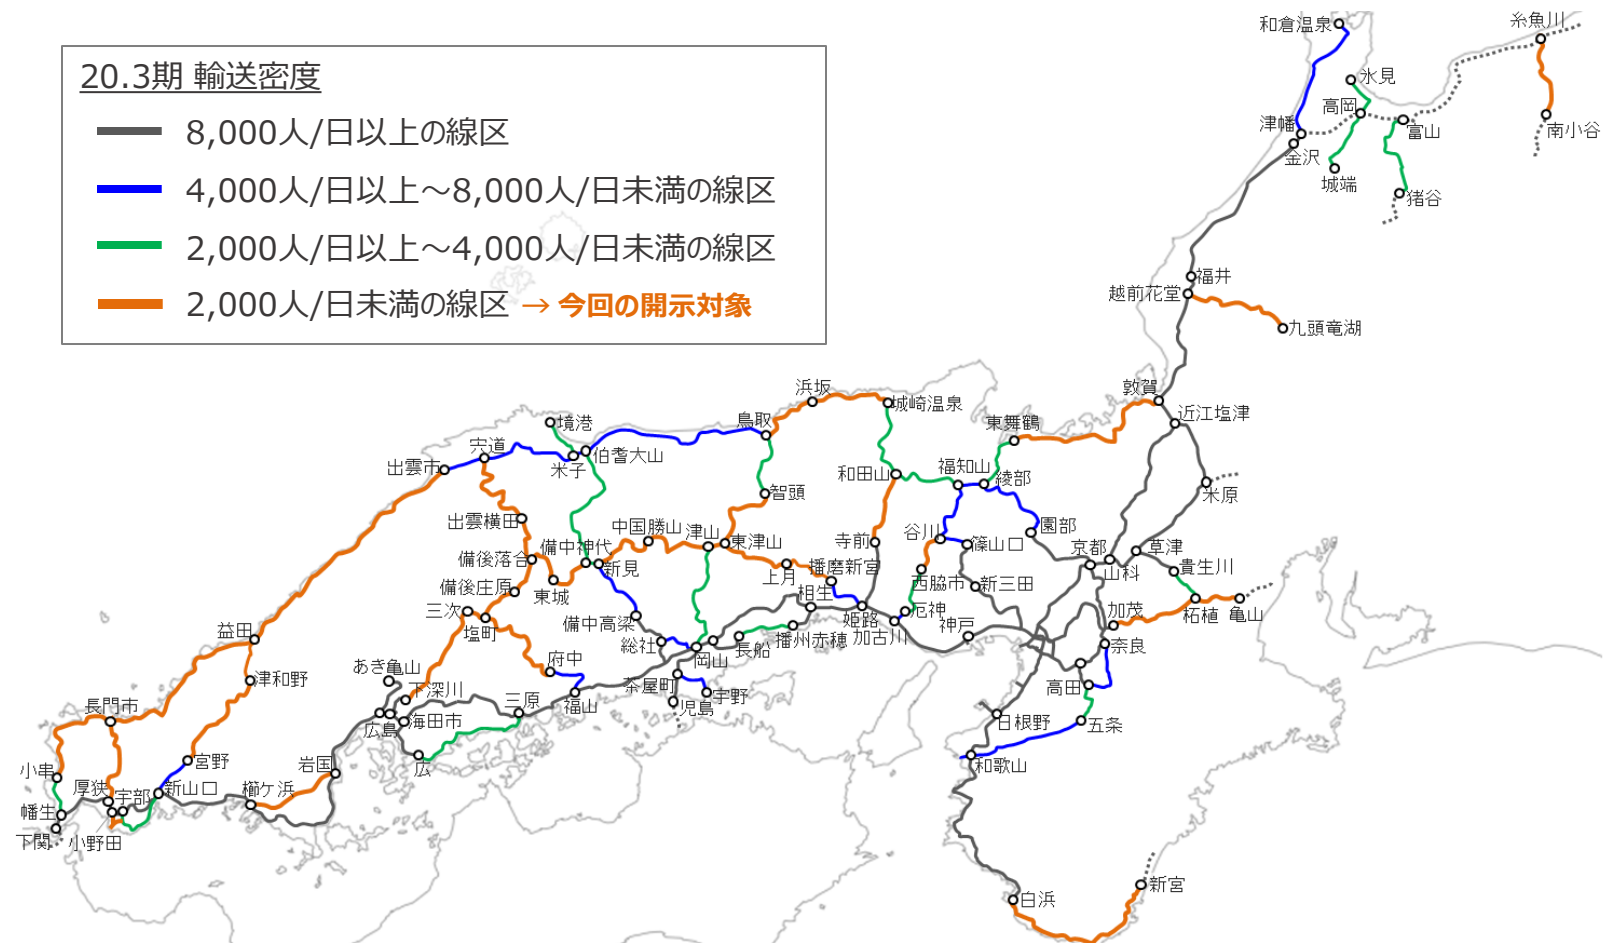 20.3期 輸送密度
8,000人/日以上の線区
4,000人/日以上～8,000人/日未満の線区
2,000人/日以上～4,000人/日未満の線区
2,000人/日未満の線区 → 今回の開示対象
和倉温泉
糸魚川
氷見
高岡
津幡
富山
南小谷
金沢
城端
猪谷
福井
越前花堂
九頭竜湖
敦賀
近江塩津
浜坂
城崎温泉
鳥取
東舞鶴
境港
宍道
伯耆大山
米子
出雲市
和田山
福知山
綾部
米原
智頭
出雲横田
中国勝山
津山
東津山
寺前
谷川
篠山口
園部
京都
山科
草津
備後落合
備中神代
新見
上月
播磨新宮
西脇市
新三田
貴生川
備後庄原
東城
相生
三次
塩町
備中高梁
姫路
加古川
厄神
神戸
加茂
柘植
亀山
益田
総社
岡山
長船
播州赤穂
奈良
あき亀山
府中
茶屋町
宇野
児島
高田
津和野
下深川
三原
福山
長門市
広島
海田市
日根野
五条
宮野
岩国
広
和歌山
小串
厚狭
宇部
新山口
櫛ケ浜
幡生
下関
小野田
白浜
新宮